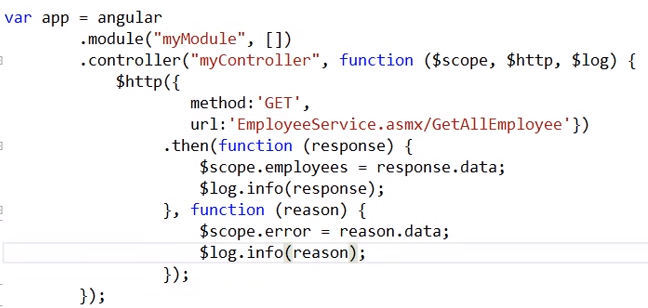 var app = angular
.module("myModule", [])
.controller("myController", function ($scope, $http, $log) {
$http({
method:'GET',
url:'EmployeeService.asmx/GetAllEmployee'})
.then(function (response) {
$scope.employees = response.data;
$log.info(response);
}, function (reason) {
$scope.error = reason.data;
$log.info(reason);
});
});